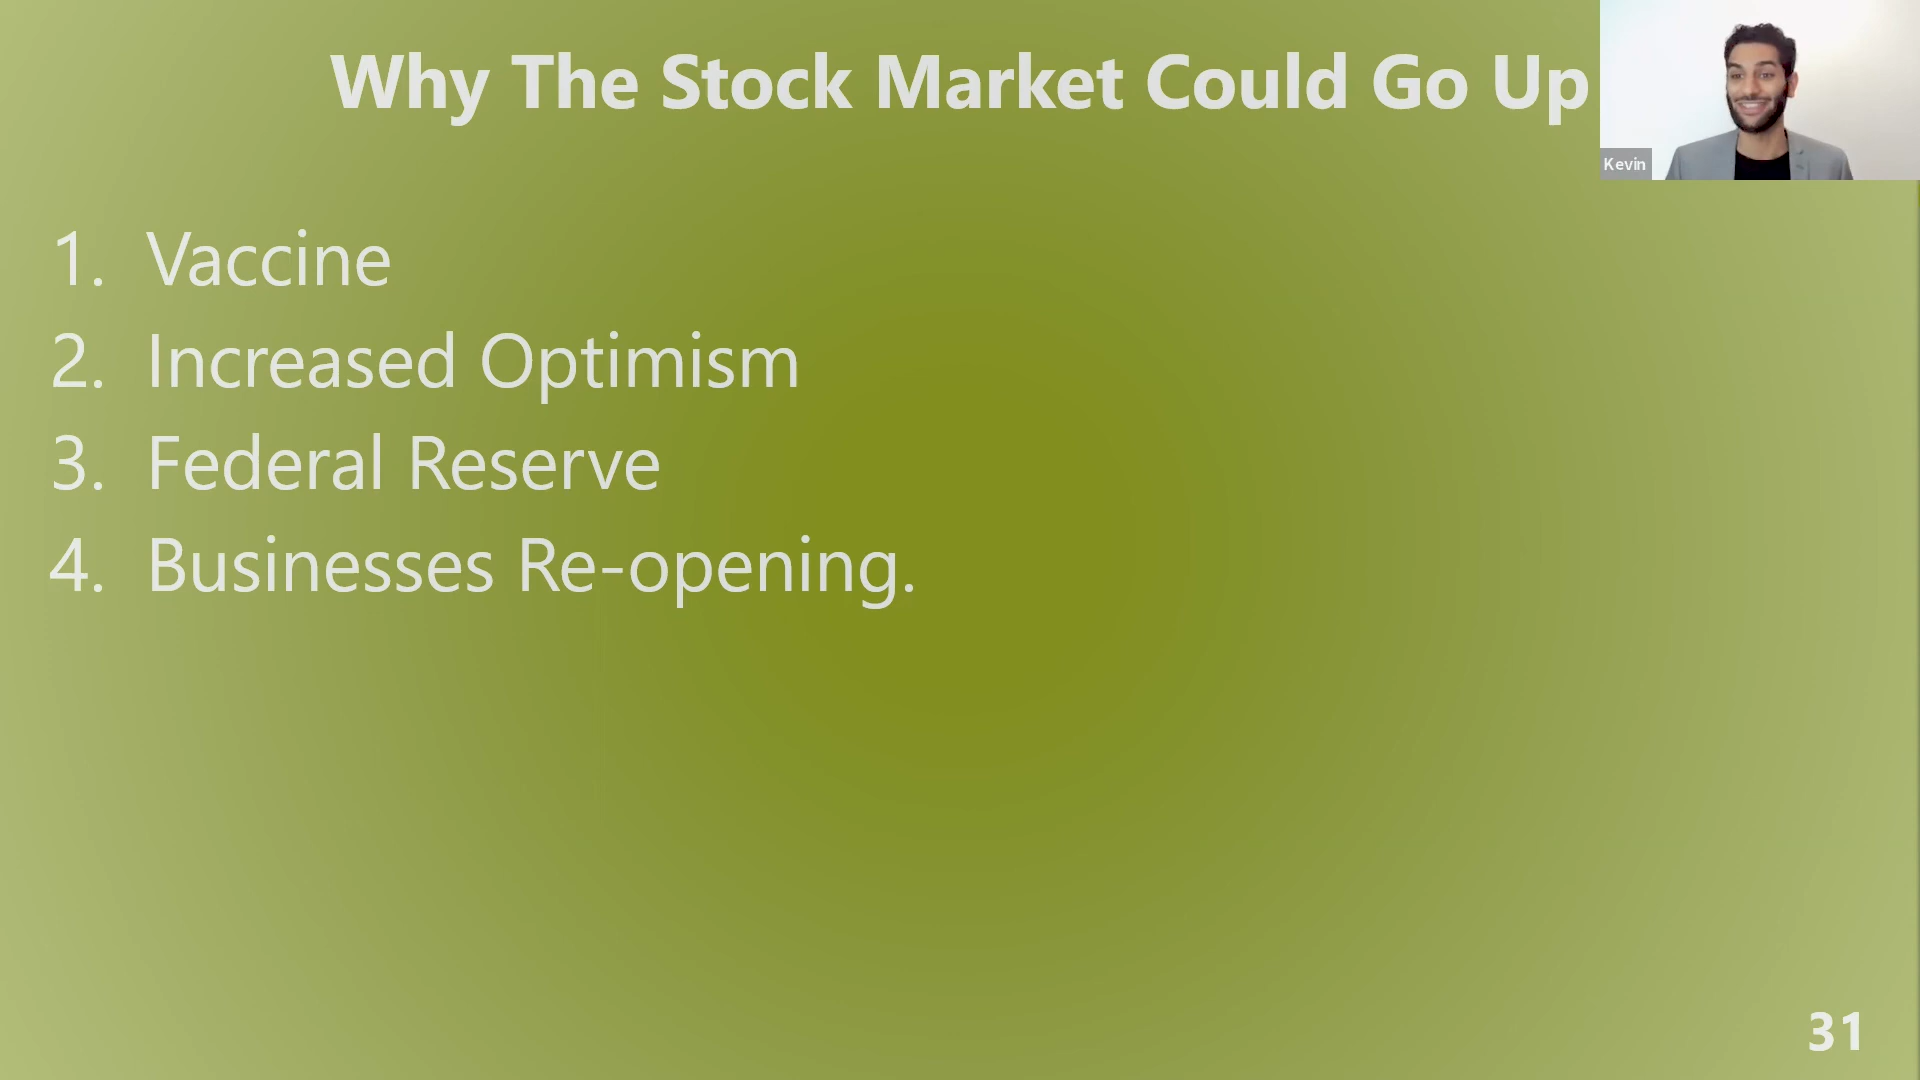 Why The Stock Market Could Go Up
Kevin
1. Vaccine
2. Increased Optimism
3. Federal Reserve
4. Businesses Re-opening.
31